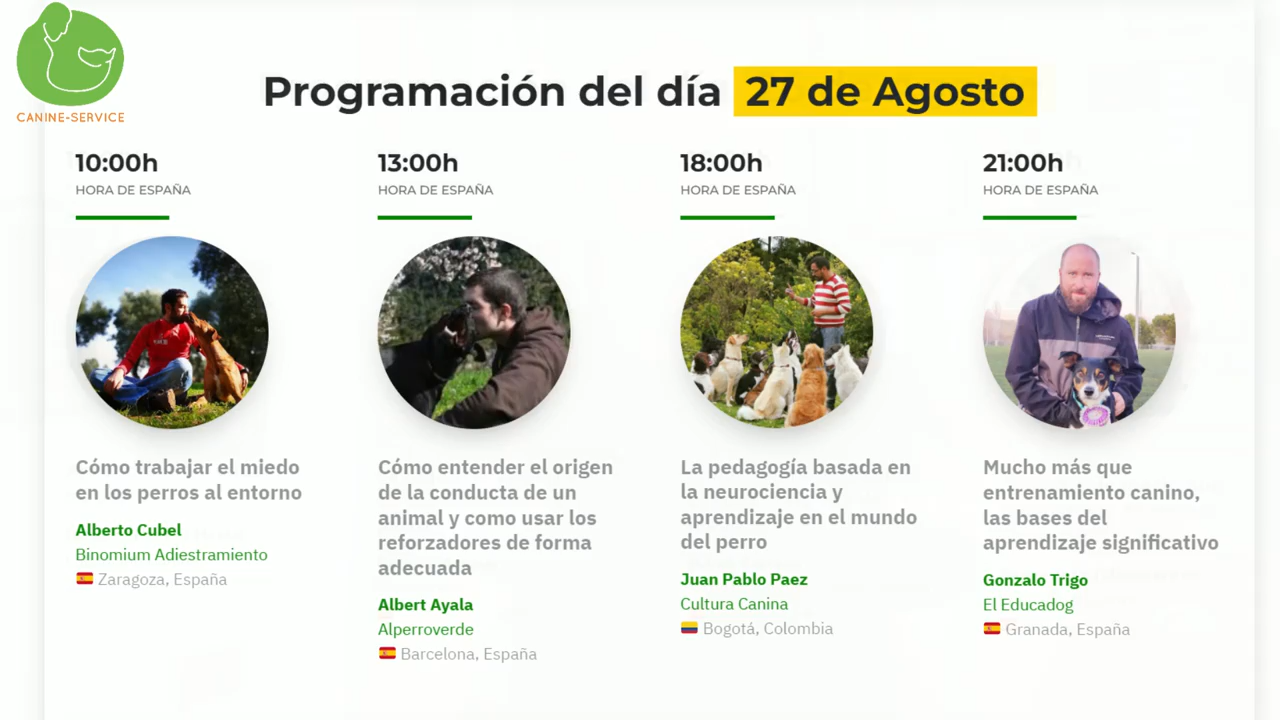 CANINE-SERVICE
Programación del día 27 de Agosto
10:00h
HORA DE ESPAÑA
Cómo trabajar el miedo
en los perros al entorno
Alberto Cubel
Binomium Adiestramiento
Zaragoza, España
13:00h
HORA DE ESPAÑA
Cómo entender el origen
de la conducta de un
animal y como usar los
reforzadores de forma
adecuada
Albert Ayala
Alperroverde
Barcelona, España
18:00h
HORA DE ESPAÑA
La pedagogía basada en
la neurociencia y
aprendizaje en el mundo
del perro
Juan Pablo Paez
Cultura Canina
Bogotá, Colombia
21:00h
HORA DE ESPAÑA
Mucho más que
entrenamiento canino,
las bases del
aprendizaje significativo
Gonzalo Trigo
El Educadog
Granada, España